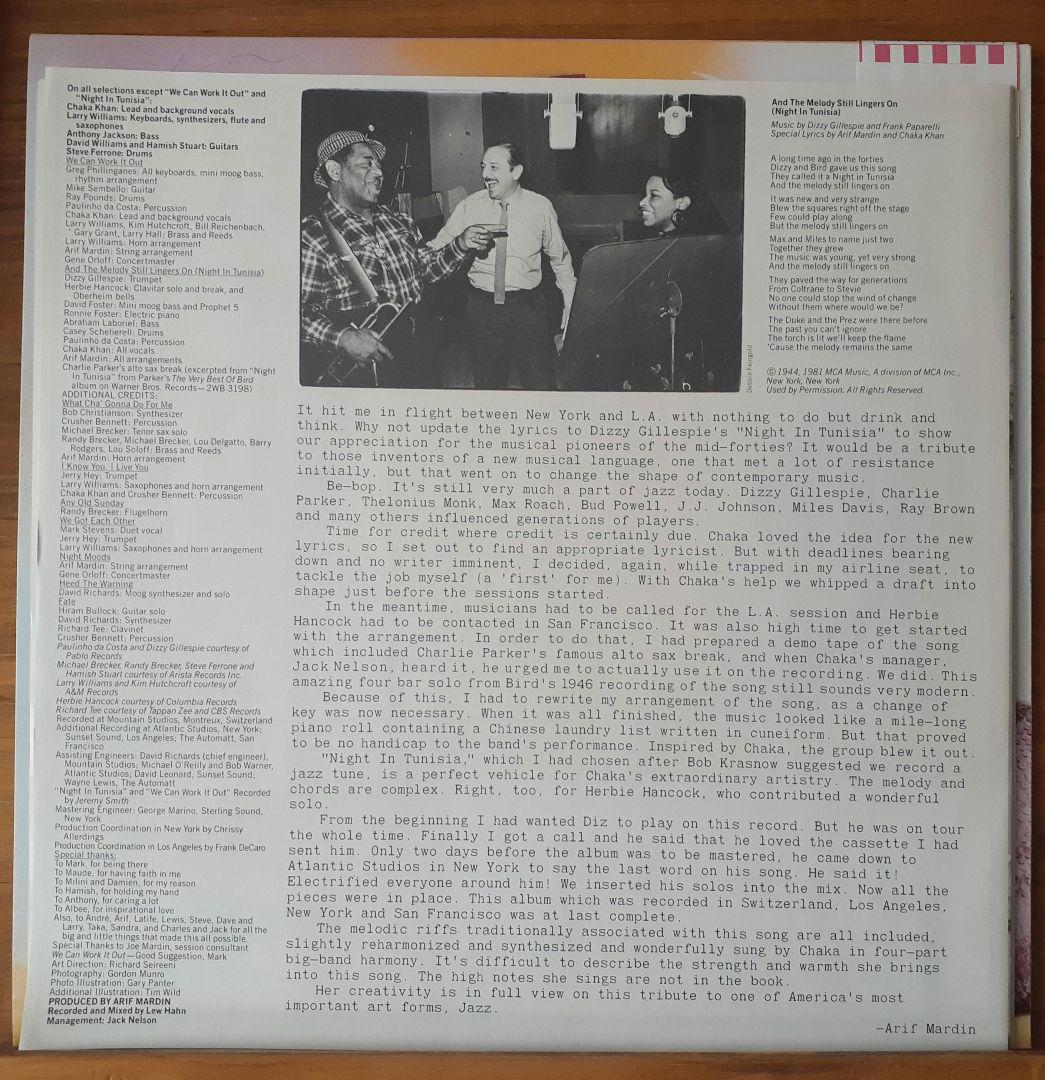 On all selections except "We Can Work It Out" and
"Night In Tunisia":
Chaka Khan: Lead and background vocals
Larry Williams: Keyboards, synthesizers, flute and
saxophones
Anthony Jackson: Bass
David Williams and Hamish Stuart: Guitars
Steve Ferrone: Drums
We Can Work It Out
Greg Phillinganes: All keyboards, mini moog bass,
rhythm arrangement
Mike Sembello: Guitar
Ray Pounds: Drums
Paulinho da Costa: Percussion
Chaka Khan: Lead and background vocals
Larry Williams, Kim Hutchcroft, Bill Reichenbach,
Gary Grant, Larry Hall: Brass and Reeds
Larry Williams: Horn arrangement
Arif Mardin: String arrangement
Gene Orloff: Concertmaster
And The Melody Still Lingers On (Night In Tunisia)
Dizzy Gillespie: Trumpet
Herbie Hancock: Clavitar solo and break, and
Oberheim bells
David Foster: Mini moog bass and Prophet 5
Ronnie Foster: Electric piano
Abraham Laboriel: Bass
Casey Schelierell: Drums
Paulinho da Costa: Percussion
Chaka Khan: All vocals
Arif Mardin: All arrangements
Charlie Parker's alto sax break (excerpted from "Night
In Tunisia" from Parker's The Very Best Of Bird
album on Warner Bros. Records—2WB 3198)
ADDITIONAL CREDITS:
What Cha' Gonna Do For Me
Bob Christianson: Synthesizer
Crusher Bennett: Percussion
Michael Brecker: Tenor sax solo
Randy Brecker, Michael Brecker, Lou Delgatto, Barry
Rodgers, Lou Soloff: Brass and Reeds
Arif Mardin: Horn arrangement
I Know You, I Live You
Jerry Hey: Trumpet
Larry Williams: Saxophones and horn arrangement
Chaka Khan and Crusher Bennett: Percussion
Any Old Sunday
Randy Brecker: Flugelhorn
We Got Each Other
Mark Stevens: Duet vocal
Jerry Hey: Trumpet
Larry Williams: Saxophones and horn arrangement
Night Moods
Arif Mardin: String arrangement
Gene Orloff: Concertmaster
Heed The Warning
David Richards: Moog synthesizer and solo
Fate
Hiram Bullock: Guitar solo
David Richards: Synthesizer
Richard Tee: Clavinet
Crusher Bennett: Percussion
Paulinho da Costa and Dizzy Gillespie courtesy of
Pablo Records
Michael Brecker, Randy Brecker, Steve Ferrone and
Hamish Stuart courtesy of Arista Records Inc.
Larry Williams and Kim Hutchcroft courtesy of
A&M Records
Herbie Hancock courtesy of Columbia Records
Richard Tee courtesy of Tappan Zee and CBS Records
Recorded at Mountain Studios, Montreux, Switzerland
Additional Recording at Atlantic Studios, New York;
Sunset Sound, Los Angeles; The Automatt, San
Francisco
Assisting Engineers: David Richards (chief engineer),
Mountain Studios; Michael O'Reilly and Bob Warner,
Atlantic Studios; David Leonard, Sunset Sound;
Wayne Lewis, The Automatt
"Night In Tunisia" and "We Can Work It Out" Recorded
by Jeremy Smith
Mastering Engineer: George Marino, Sterling Sound,
New York
Production Coordination in New York by Chrissy
Allerdings
Production Coordination in Los Angeles by Frank DeCaro
Special thanks:
To Mark, for being there
To Maude, for having faith in me
To Milini and Damien, for my reason
To Hamish, for holding my hand
To Anthony, for caring a lot
To Albee, for inspirational love
Also, to André, Arif, Latife, Lewis, Steve, Dave and
Larry, Taka, Sandra, and Charles and Jack for all the
big and little things that made this all possible.
Special Thanks to Joe Mardin, session consultant
We Can Work It Out—Good Suggestion, Mark
Art Direction: Richard Seireeni
Photography: Gordon Munro
Photo Illustration: Gary Panter
Additional Illustration: Tim Wild
PRODUCED BY ARIF MARDIN
Recorded and Mixed by Lew Hahn
Management: Jack Nelson
Debbie Feingold
And The Melody Still Lingers On
(Night In Tunisia)
Music by Dizzy Gillespie and Frank Paparelli
Special Lyrics by Arif Mardin and Chaka Khan
A long time ago in the forties
Dizzy and Bird gave us this song
They called it a Night in Tunisia
And the melody still lingers on
It was new and very strange
Blew the squares right off the stage
Few could play along
But the melody still lingers on
Max and Miles to name just two
Together they grew
The music was young, yet very strong
And the melody still lingers on
They paved the way for generations
From Coltrane to Stevie
No one could stop the wind of change
Without them where would we be?
The Duke and the Prez were there before
The past you can't ignore
The torch is lit we'll keep the flame
'Cause the melody remains the same
© 1944, 1981 MCA Music, A division of MCA Inc.,
New York, New York
Used by Permission. All Rights Reserved.
It hit me in flight between New York and L.A. with nothing to do but drink and
think. Why not update the lyrics to Dizzy Gillespie's "Night In Tunisia" to show
our appreciation for the musical pioneers of the mid-forties? It would be a tribute
to those inventors of a new musical language, one that met a lot of resistance
initially, but that went on to change the shape of contemporary music.
Be-bop. It's still very much a part of jazz today. Dizzy Gillespie, Charlie
Parker, Thelonius Monk, Max Roach, Bud Powell, J.J. Johnson, Miles Davis, Ray Brown
and many others influenced generations of players.
Time for credit where credit is certainly due. Chaka loved the idea for the new
lyrics, so I set out to find an appropriate lyricist. But with deadlines bearing
down and no writer imminent, I decided, again, while trapped in my airline seat, to
tackle the job myself (a 'first' for me). With Chaka's help we whipped a draft into
shape just before the sessions started.
In the meantime, musicians had to be called for the L.A. session and Herbie
Hancock had to be contacted in San Francisco. It was also high time to get started
with the arrangement. In order to do that, I had prepared a demo tape of the song
which included Charlie Parker's famous alto sax break, and when Chaka's manager,
Jack Nelson, heard it, he urged me to actually use it on the recording. We did. This
amazing four bar solo from Bird's 1946 recording of the song still sounds very modern.
Because of this, I had to rewrite my arrangement of the song, as a change of
key was now necessary. When it was all finished, the music looked like a mile-long
piano roll containing a Chinese laundry list written in cuneiform. But that proved
to be no handicap to the band's performance. Inspired by Chaka, the group blew it out.
"Night In Tunisia," which I had chosen after Bob Krasnow suggested we record a
jazz tune, is a perfect vehicle for Chaka's extraordinary artistry. The melody and
chords are complex. Right, too, for Herbie Hancock, who contributed a wonderful
solo.
From the beginning I had wanted Diz to play on this record. But he was on tour
the whole time. Finally I got a call and he said that he loved the cassette I had
sent him. Only two days before the album was to be mastered, he came down to
Atlantic Studios in New York to say the last word on his song. He said it!
Electrified everyone around him! We inserted his solos into the mix. Now all the
pieces were in place. This album which was recorded in Switzerland, Los Angeles,
New York and San Francisco was at last complete.
The melodic riffs traditionally associated with this song are all included,
slightly reharmonized and synthesized and wonderfully sung by Chaka in four-part
big-band harmony. It's difficult to describe the strength and warmth she brings
into this song. The high notes she sings are not in the book.
Her creativity is in full view on this tribute to one of America's most
important art forms, Jazz.
—Arif Mardin